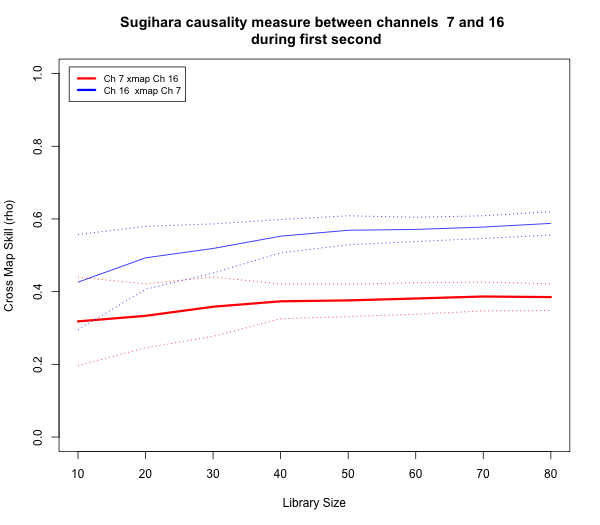 Sugihara causality measure between channels  7 and 16
during first second
Ch 7 xmap Ch 16
Ch 16  xmap Ch 7
Cross Map Skill (rho)
1.0
0.8
0.6
0.4
0.2
0.0
10 20 30 40 50 60 70 80
Library Size